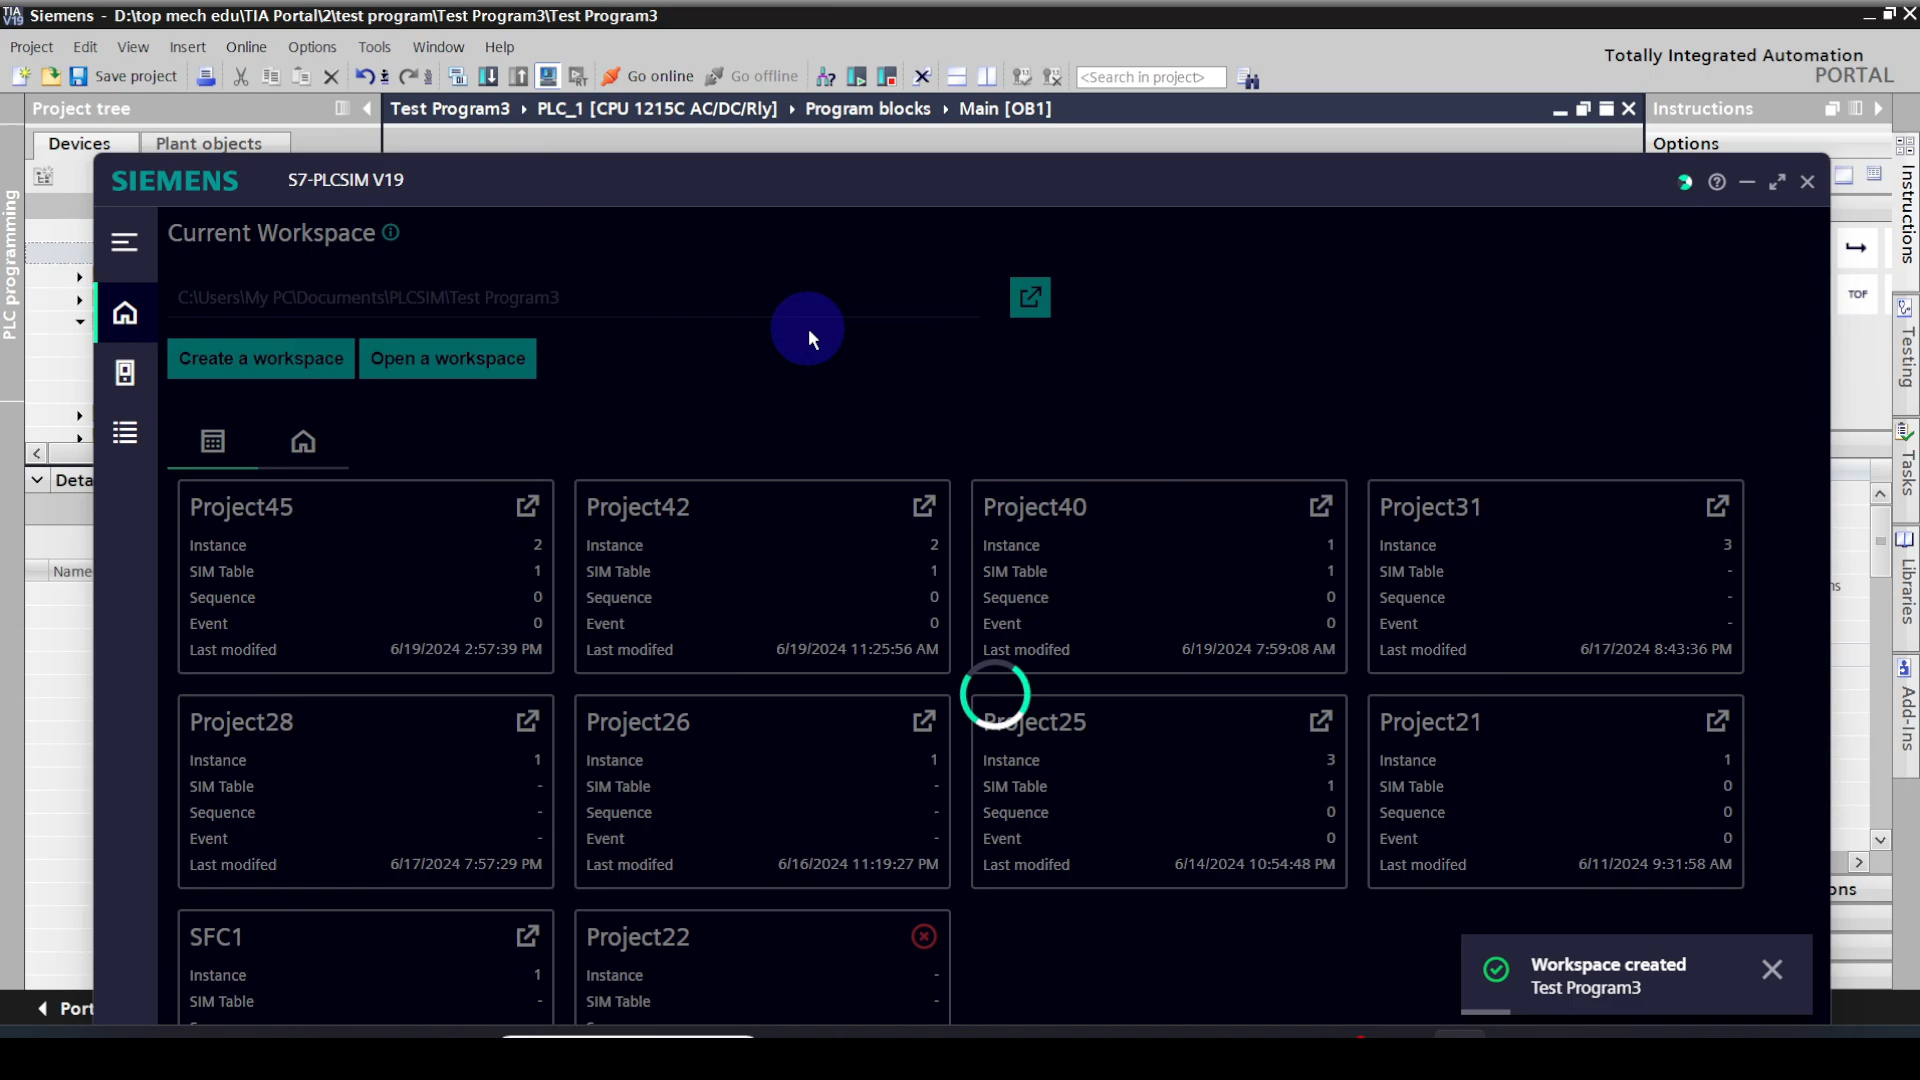 TIA V19 Siemens - D:\top mech edu\TIA Portal\2\test program\Test Program3\Test Program3
Project Edit View Insert Online Options Tools Window Help
Totally Integrated Automation
PORTAL
Save project Go online Go offline <Search in project>
Project tree
Test Program3 PLC_1 [CPU 1215C AC/DC/Rly] Program blocks Main [OB1]
Instructions
Devices Plant objects
Options
PLC programming
SIEMENS S7-PLCSIM V19
Current Workspace
C:\Users\My PC\Documents\PLCSIM\Test Program3
Create a workspace Open a workspace
TOF
Instructions
Testing
Tasks
Libraries
Add-Ins
Deta
Name
Project45
Instance 2
SIM Table 1
Sequence 0
Event 0
Last modifed 6/19/2024 2:57:39 PM
Project42
Instance 2
SIM Table 1
Sequence 0
Event 0
Last modifed 6/19/2024 11:25:56 AM
Project40
Instance 1
SIM Table 1
Sequence 0
Event 0
Last modifed 6/19/2024 7:59:08 AM
Project31
Instance 3
SIM Table -
Sequence -
Event -
Last modifed 6/17/2024 8:43:36 PM
Project28
Instance 1
SIM Table -
Sequence -
Event -
Last modifed 6/17/2024 7:57:29 PM
Project26
Instance 1
SIM Table -
Sequence -
Event -
Last modifed 6/16/2024 11:19:27 PM
Project25
Instance 3
SIM Table 1
Sequence 0
Event 0
Last modifed 6/14/2024 10:54:48 PM
Project21
Instance 1
SIM Table 0
Sequence 0
Event 0
Last modifed 6/11/2024 9:31:58 AM
SFC1
Instance 1
SIM Table -
Project22
Instance -
SIM Table -
Workspace created
Test Program3
Port
ons